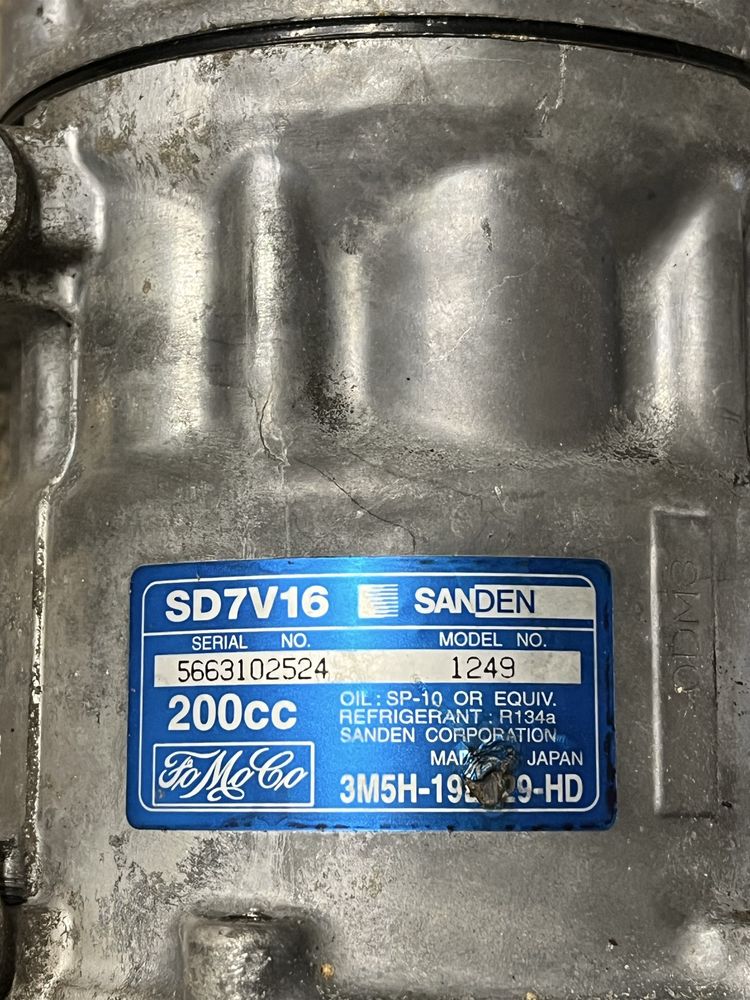 SD7V16 SANDEN
SERIAL NO. MODEL NO.
5663102524 1249
200cc
OIL : SP-10 OR EQUIV.
REFRIGERANT : R134a
SANDEN CORPORATION
JAPAN
FoMoCo